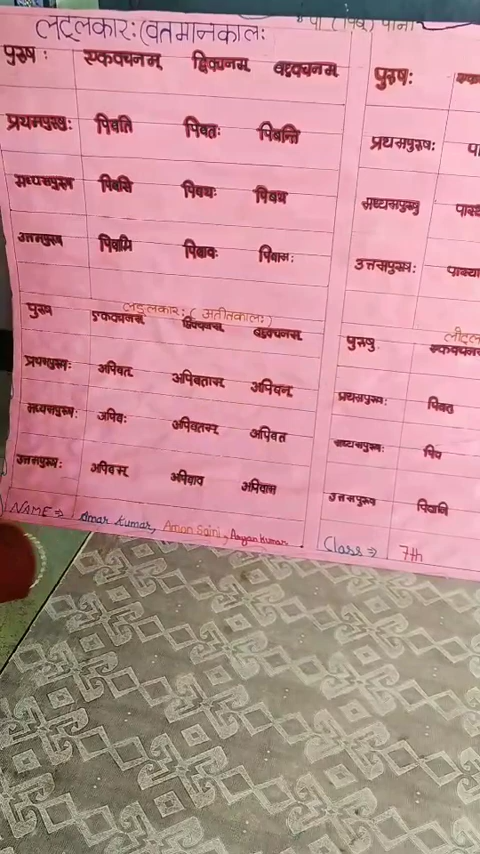 लट्लकारः(वर्तमानकालः
पा (पिब्) पीना
पुरुष : एकवचनम् द्विवचनम् बहुवचनम्
प्रथमपुरुषः पिबति पिबतः पिबन्ति
मध्यमपुरुष पिबसि पिबथः पिबथ
उत्तमपुरुष पिबामि पिबावः पिबामः
लङ्लकारः ( अतीतकालः)
पुरुष एकवचनम् द्विवचनम् बहुवचनम्
प्रथमपुरुषः अपिबत् अपिबताम् अपिबन्
मध्यमपुरुषः अपिबः अपिबतम् अपिबत
उत्तमपुरुषः अपिबम् अपिबाव अपिबाम
NAME ⇒ Amar Kumar, Aman Saini, Aayan Kumar
पुरुषः
प्रथमपुरुषः
मध्यमपुरुषु
उत्तमपुरुषः
पुरुषु एकवचनम्
प्रथमपुरुषः पिबतु
मध्यमपुरुषः पिब
उत्तमपुरुष पिबानि
Class ⇒ 7th